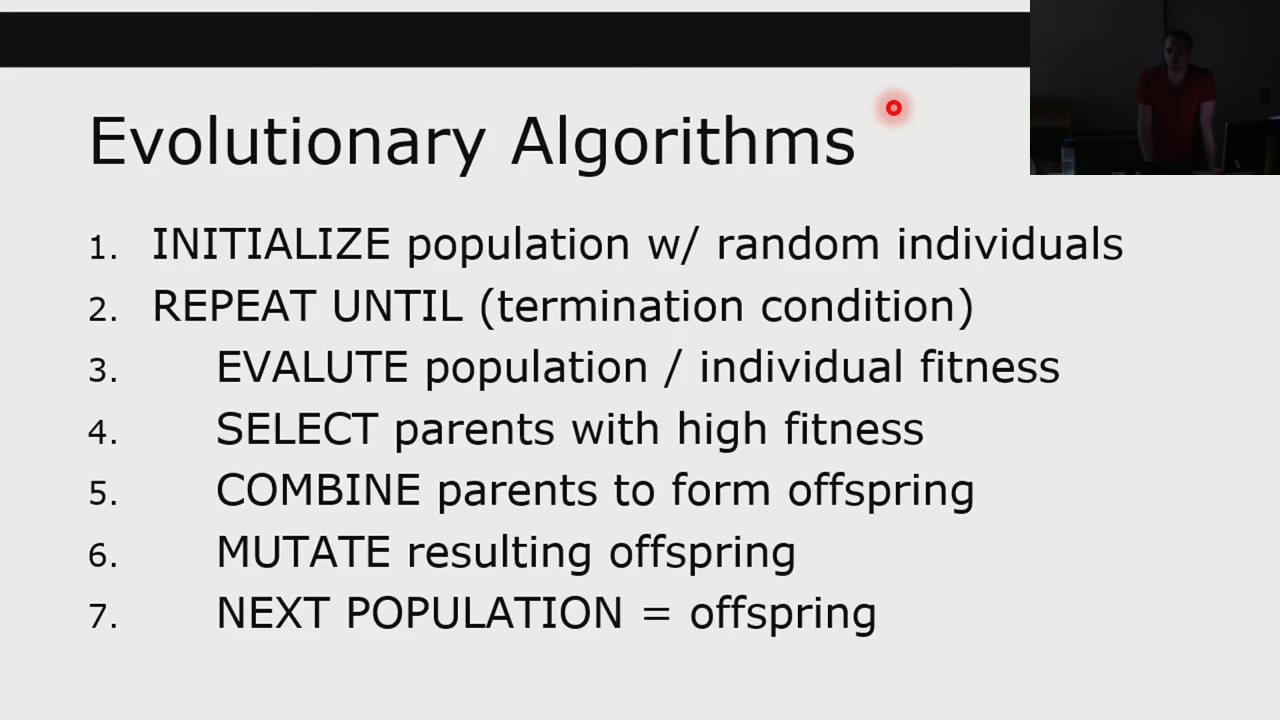 Evolutionary Algorithms
1. INITIALIZE population w/ random individuals
2. REPEAT UNTIL (termination condition)
3. EVALUTE population / individual fitness
4. SELECT parents with high fitness
5. COMBINE parents to form offspring
6. MUTATE resulting offspring
7. NEXT POPULATION = offspring